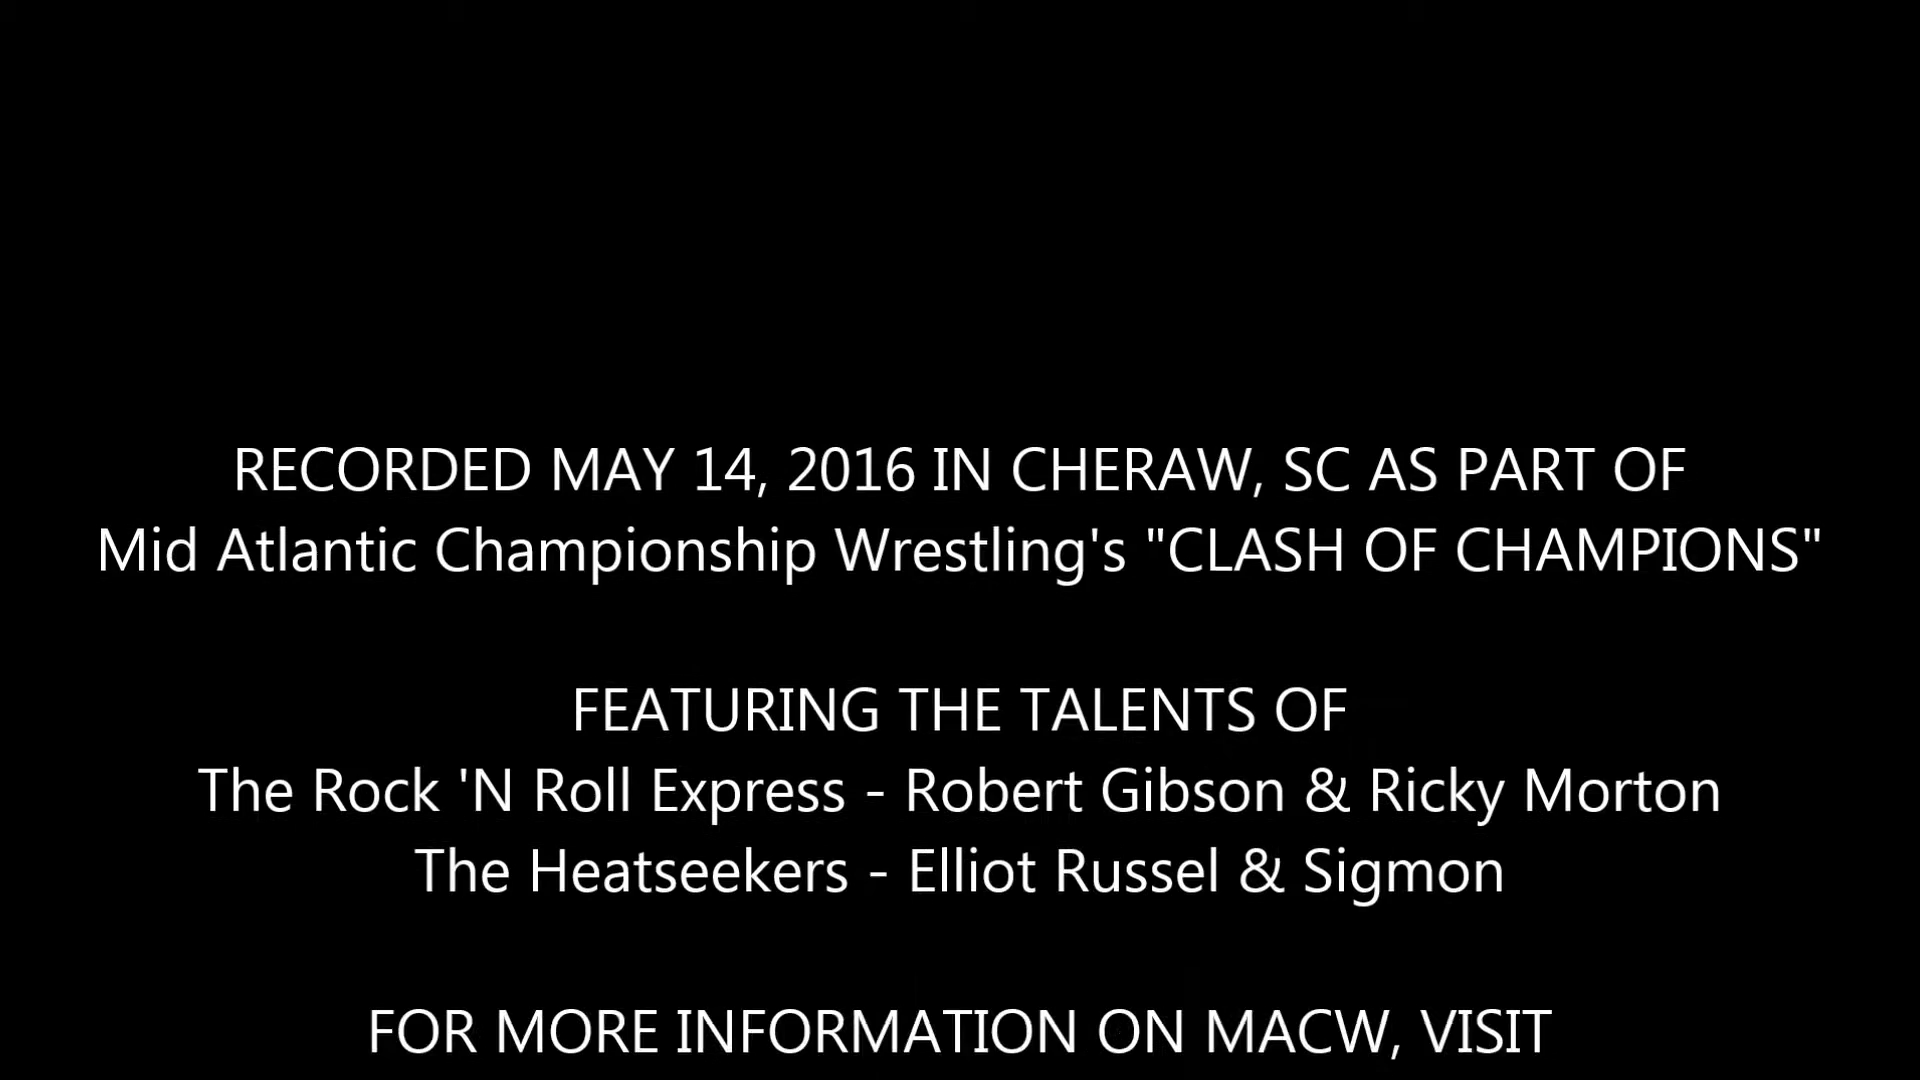 RECORDED MAY 14, 2016 IN CHERAW, SC AS PART OF
Mid Atlantic Championship Wrestling's "CLASH OF CHAMPIONS"
FEATURING THE TALENTS OF
The Rock 'N Roll Express - Robert Gibson & Ricky Morton
The Heatseekers - Elliot Russel & Sigmon
FOR MORE INFORMATION ON MACW, VISIT